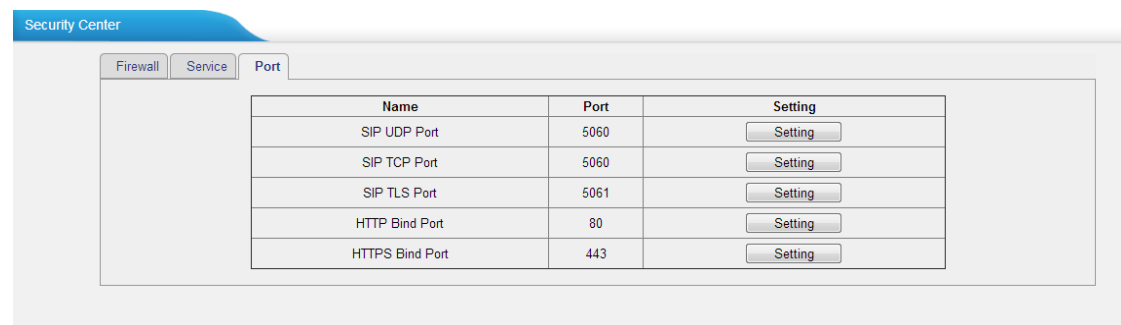 Security Center
Firewall Service Port
Name Port Setting
SIP UDP Port 5060 Setting
SIP TCP Port 5060 Setting
SIP TLS Port 5061 Setting
HTTP Bind Port 80 Setting
HTTPS Bind Port 443 Setting